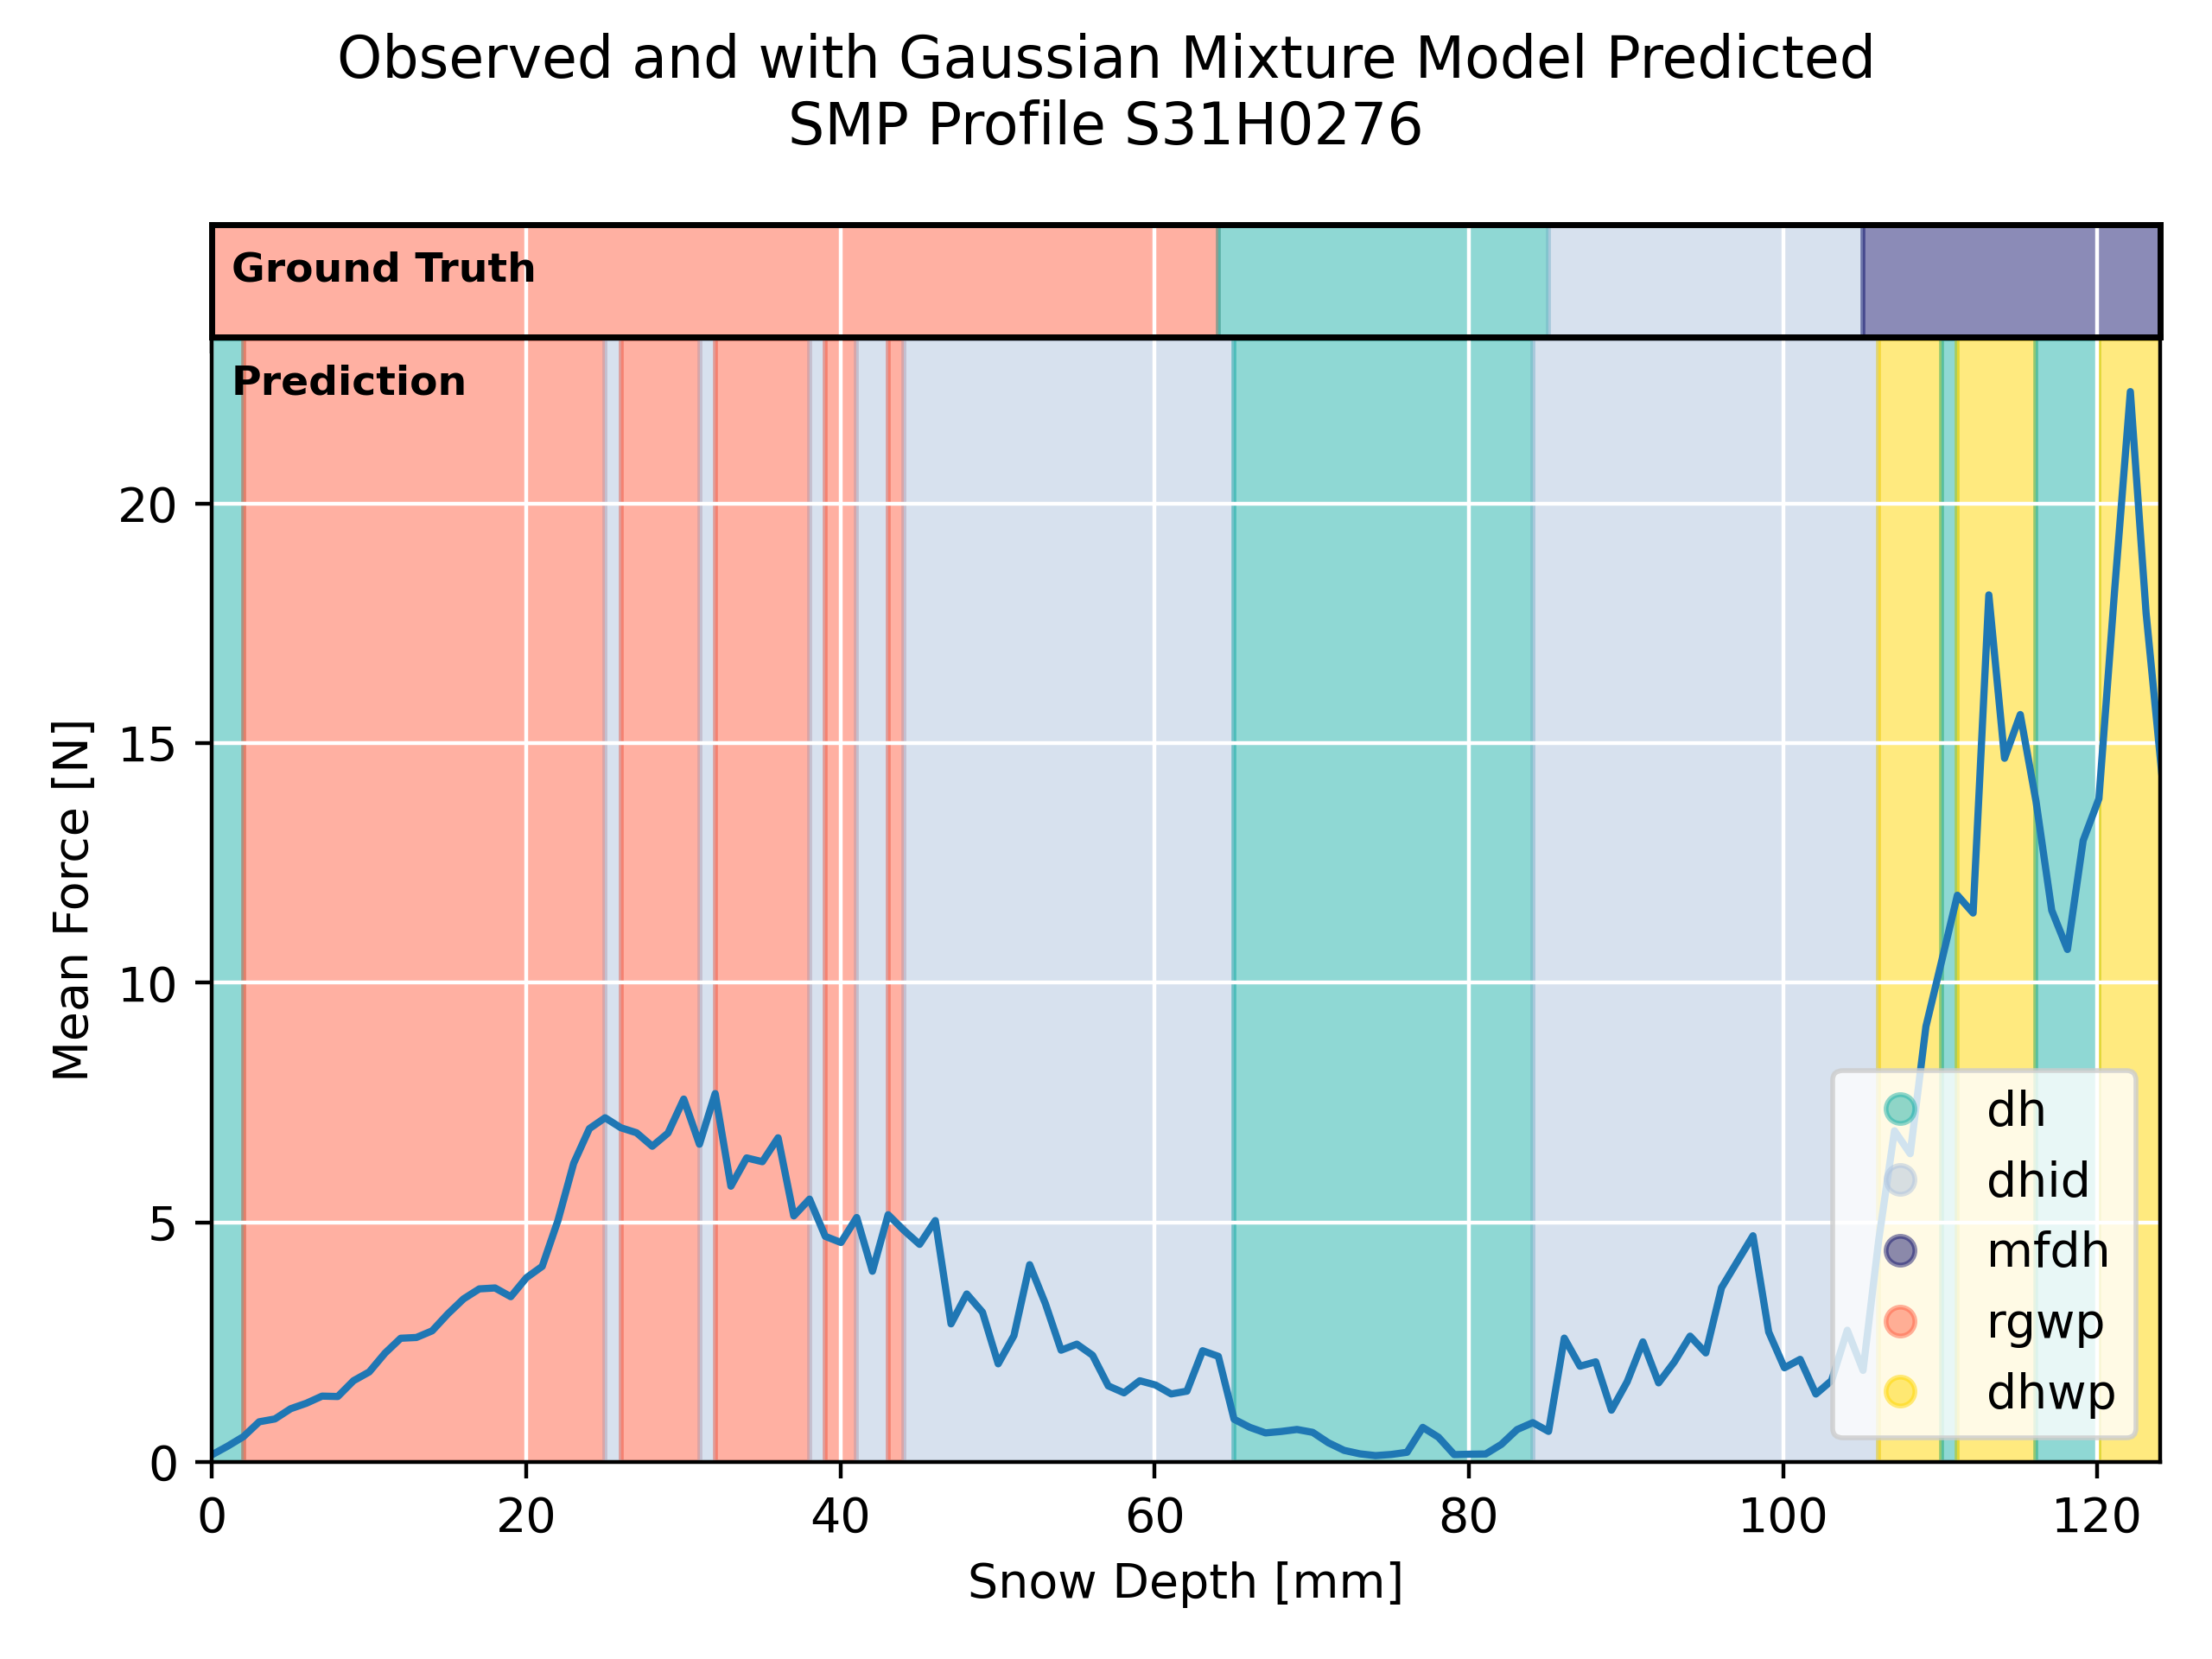 Observed and with Gaussian Mixture Model Predicted
SMP Profile S31H0276
Ground Truth
Prediction
20
15
10
5
0
Mean Force [N]
dh
dhid
mfdh
rgwp
dhwp
0 20 40 60 80 100 120
Snow Depth [mm]